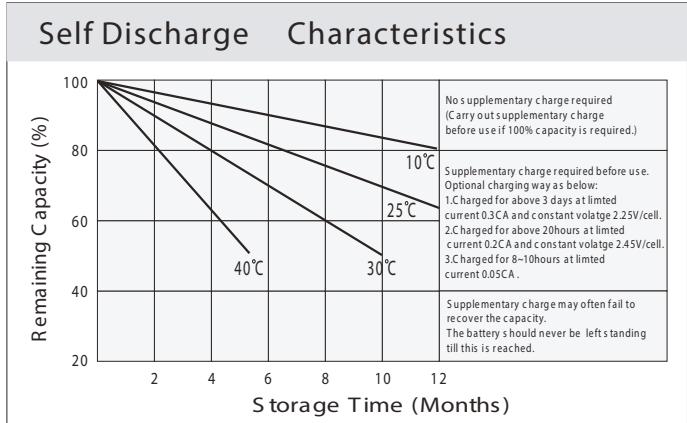 Self Discharge Characteristics
Remaining Capacity (%)
100
80
60
40
20
10℃
25℃
30℃
40℃
No supplementary charge required
(Carry out supplementary charge
before use if 100% capacity is required.)
Supplementary charge required before use.
Optional charging way as below:
1.Charged for above 3 days at limted
current 0.3CA and constant volatge 2.25V/cell.
2.Charged for above 20hours at limted
current 0.2CA and constant volatge 2.45V/cell.
3.Charged for 8~10hours at limted
current 0.05CA.
Supplementary charge may often fail to
recover the capacity.
The battery should never be left standing
till this is reached.
2 4 6 8 10 12
Storage Time (Months)